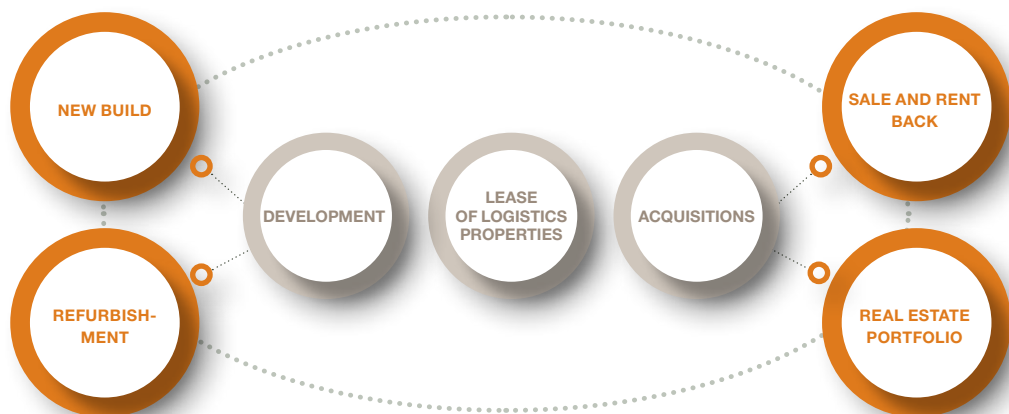 NEW BUILD
SALE AND RENT
BACK
DEVELOPMENT
LEASE
OF LOGISTICS
PROPERTIES
ACQUISITIONS
REFURBISH-
MENT
REAL ESTATE
PORTFOLIO